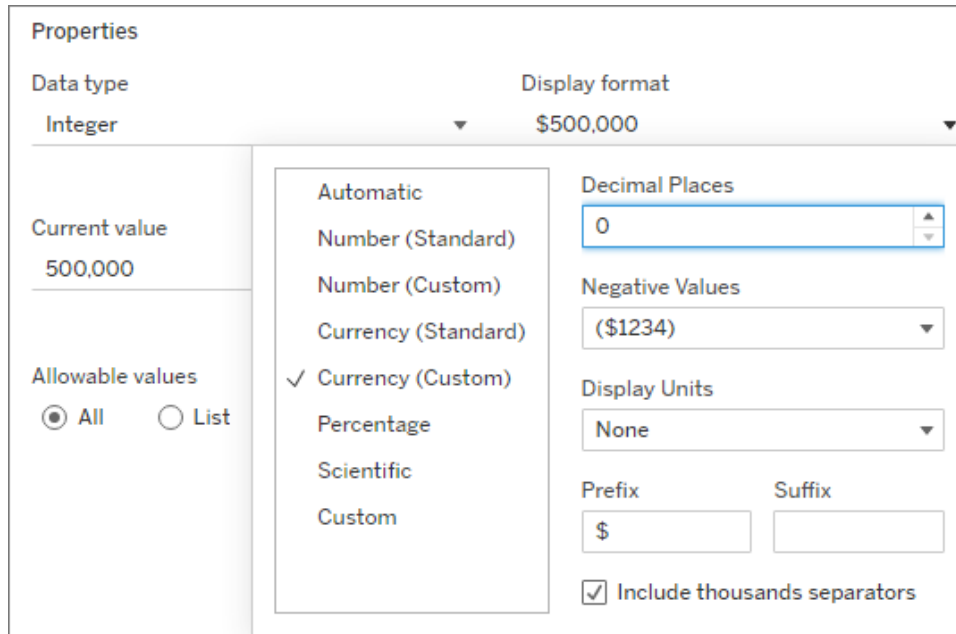 Properties
Data type
Display format
Integer
$500,000
Current value
500,000
Allowable values
All
List
Automatic
Number (Standard)
Number (Custom)
Currency (Standard)
Currency (Custom)
Percentage
Scientific
Custom
Decimal Places
0
Negative Values
($1234)
Display Units
None
Prefix
Suffix
$
Include thousands separators